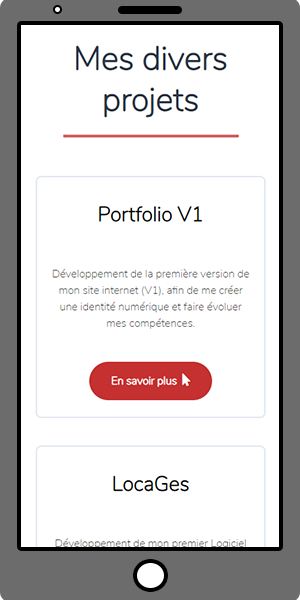 Mes divers
projets
Portfolio V1
Développement de la première version de
mon site internet (V1), afin de me créer
une identité numérique et faire évoluer
mes compétences.
En savoir plus
LocaGes
Développement de mon premier Logiciel